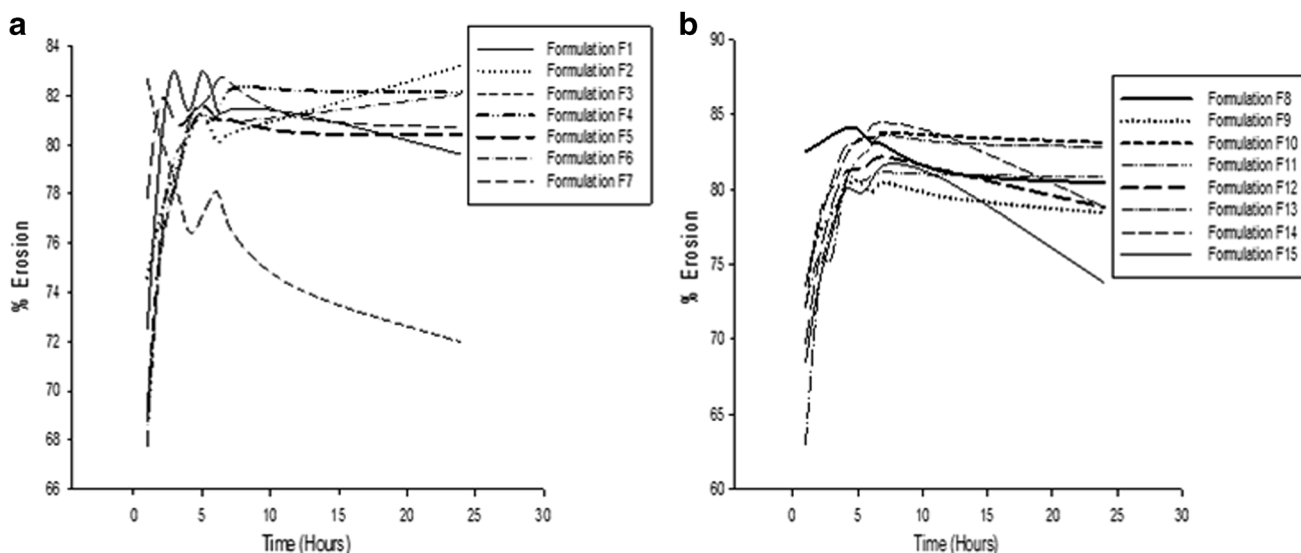 a
84
82
80
78
76
74
72
70
68
66
% Erosion
0
5
10
15
20
25
30
Time (Hours)
Formulation F1
Formulation F2
Formulation F3
Formulation F4
Formulation F5
Formulation F6
Formulation F7
b
90
85
80
75
70
65
60
% Erosion
0
5
10
15
20
25
30
Time (Hours)
Formulation F8
Formulation F9
Formulation F10
Formulation F11
Formulation F12
Formulation F13
Formulation F14
Formulation F15